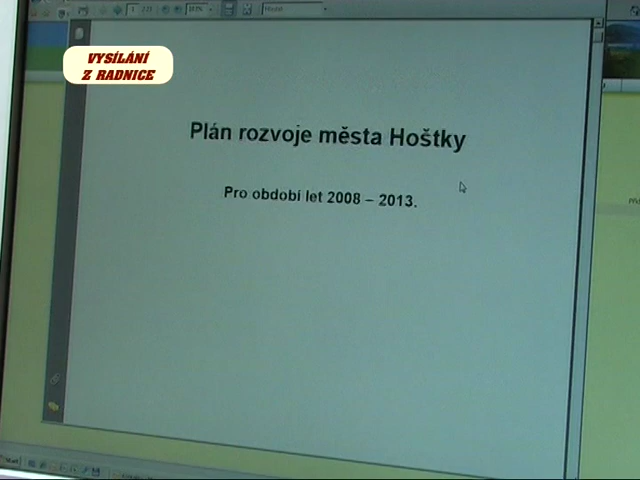 VYSÍLÁNÍ
Z RADNICE
Plán rozvoje města Hoštky
Pro období let 2008 – 2013.